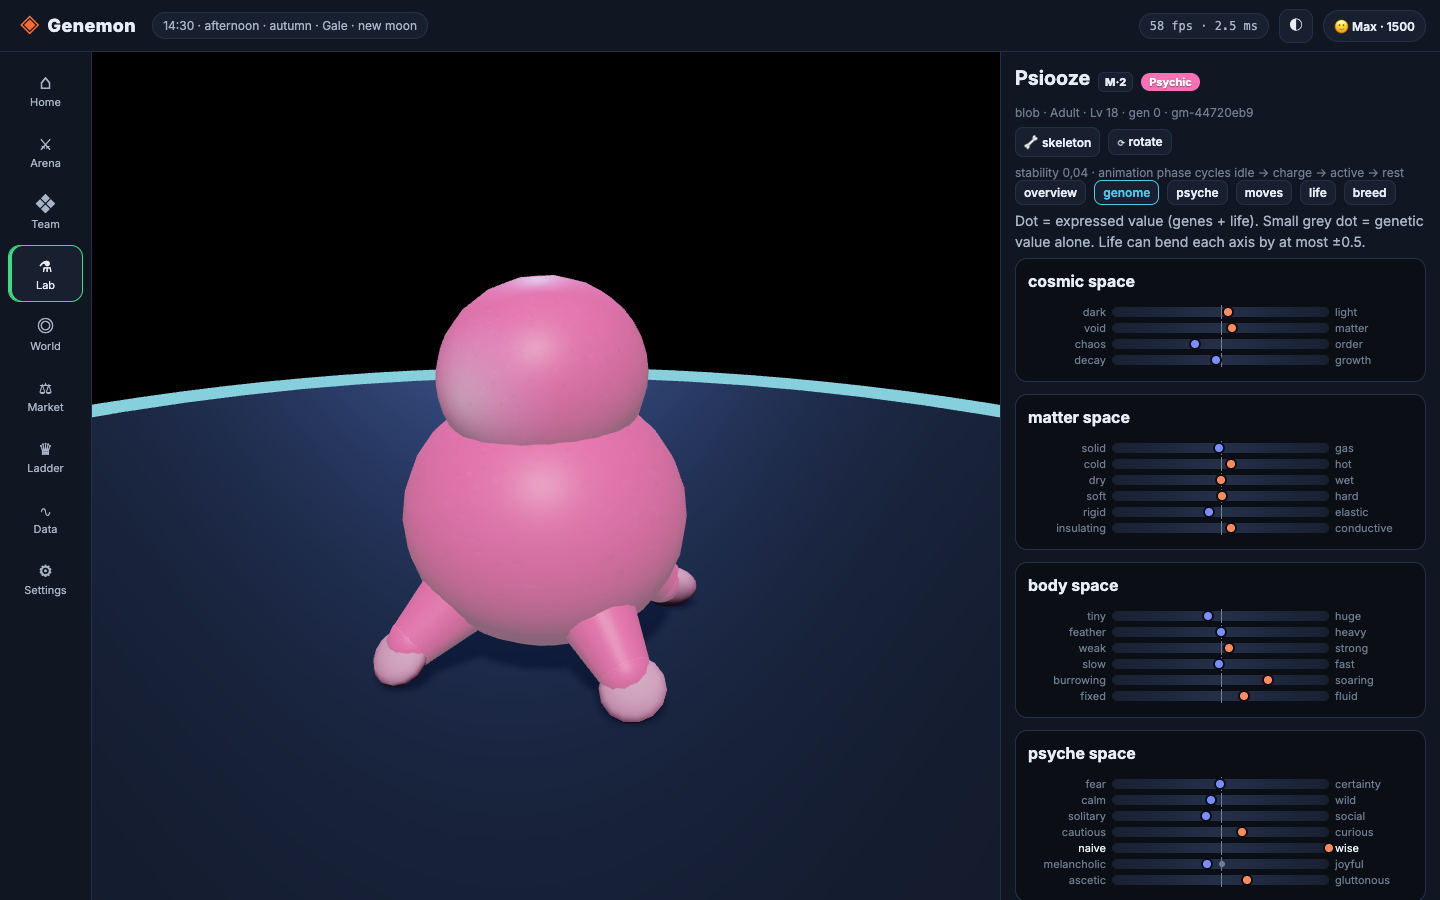 Genemon
14:30 · afternoon · autumn · Gale · new moon
58 fps · 2.5 ms
Max · 1500
Home
Arena
Team
Lab
World
Market
Ladder
Data
Settings
Psiooze M·2 Psychic
blob · Adult · Lv 18 · gen 0 · gm-44720eb9
skeleton
rotate
stability 0,04 · animation phase cycles idle → charge → active → rest
overview genome psyche moves life breed
Dot = expressed value (genes + life). Small grey dot = genetic
value alone. Life can bend each axis by at most ±0.5.
cosmic space
dark light
void matter
chaos order
decay growth
matter space
solid gas
cold hot
dry wet
soft hard
rigid elastic
insulating conductive
body space
tiny huge
feather heavy
weak strong
slow fast
burrowing soaring
fixed fluid
psyche space
fear certainty
calm wild
solitary social
cautious curious
naive wise
melancholic joyful
ascetic gluttonous